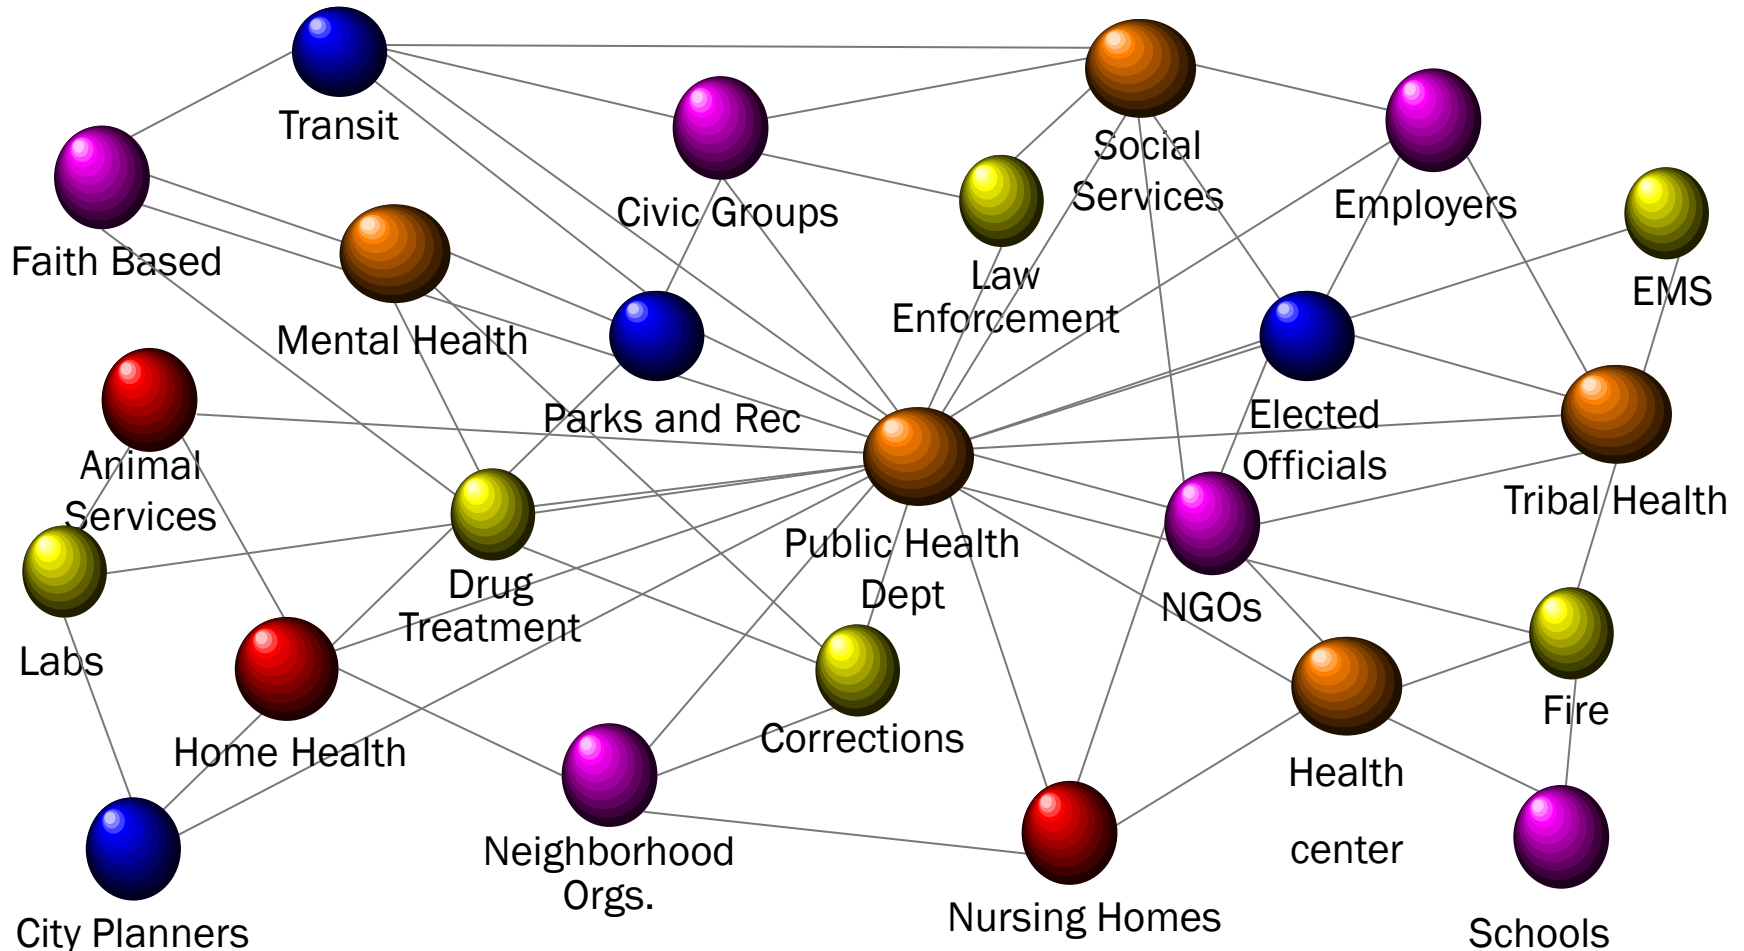 Transit
Social
Services
Civic Groups
Employers
Faith Based
Law
Enforcement
EMS
Mental Health
Parks and Rec
Elected
Officials
Animal
Services
Tribal Health
Public Health
Dept
Drug
Treatment
NGOs
Labs
Home Health
Corrections
Fire
Health
center
Neighborhood
Orgs.
Nursing Homes
City Planners
Schools